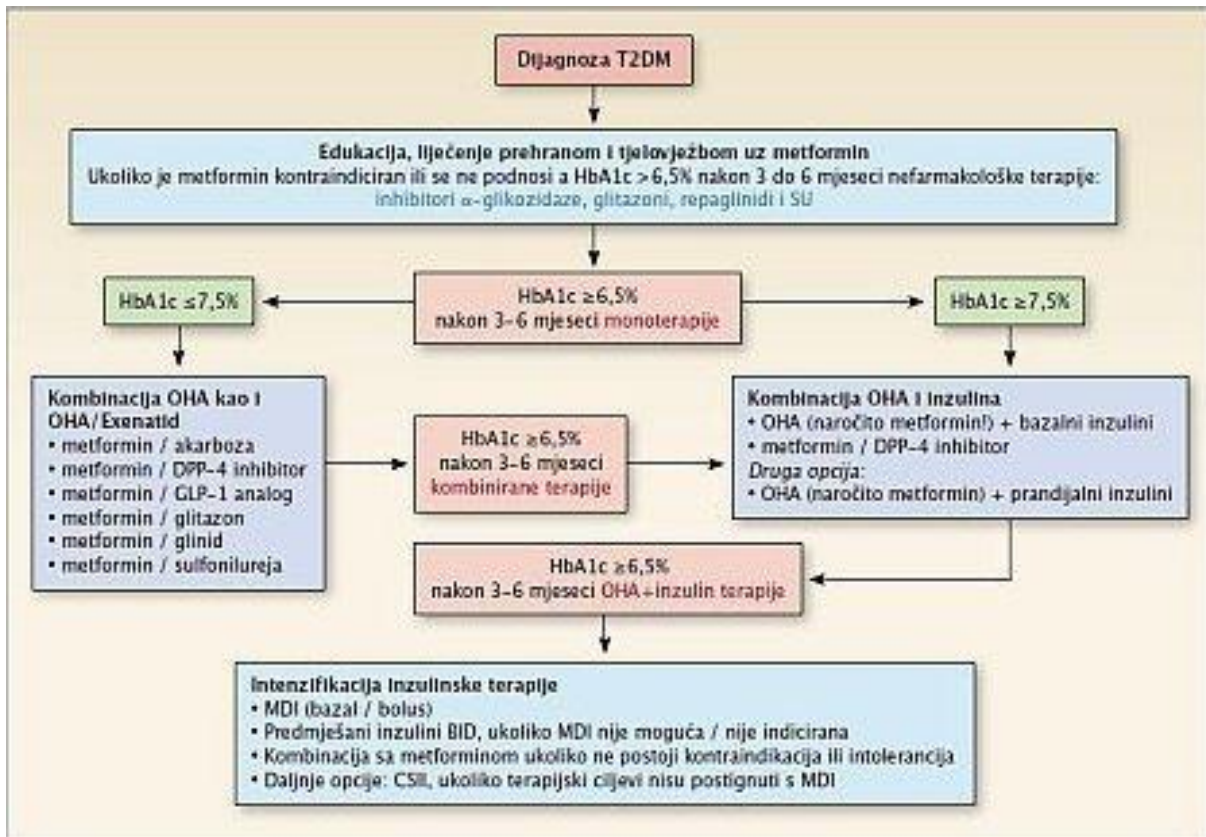 Dijagnoza T2DM
Edukacija, liječenje prehranom i tjelovježbom uz metformin
Ukoliko je metformin kontraindiciran ili se ne podnosi a HbA1c >6,5% nakon 3 do 6 mjeseci nefarmakološke terapije:
inhibitori α-glikozidaze, glitazoni, repaglinidi i SU
HbA1c ≤7,5%
HbA1c ≥6,5%
nakon 3-6 mjeseci monoterapije
HbA1c ≥7,5%
Kombinacija OHA kao i
OHA/Exenatid
• metformin / akarboza
• metformin / DPP-4 inhibitor
• metformin / GLP-1 analog
• metformin / glitazon
• metformin / glinid
• metformin / sulfonilureja
HbA1c ≥6,5%
nakon 3-6 mjeseci
kombinirane terapije
Kombinacija OHA i inzulina
• OHA (naročito metformin!) + bazalni inzulini
• metformin / DPP-4 inhibitor
Druga opcija:
• OHA (naročito metformin) + prandijalni inzulini
HbA1c ≥6,5%
nakon 3-6 mjeseci OHA+inzulin terapije
Intenzifikacija inzulinske terapije
• MDI (bazal / bolus)
• Predmješani inzulini BID, ukoliko MDI nije moguća / nije indicirana
• Kombinacija sa metforminom ukoliko ne postoji kontraindikacija ili intolerancija
• Daljnje opcije: CSII, ukoliko terapijski ciljevi nisu postignuti s MDI